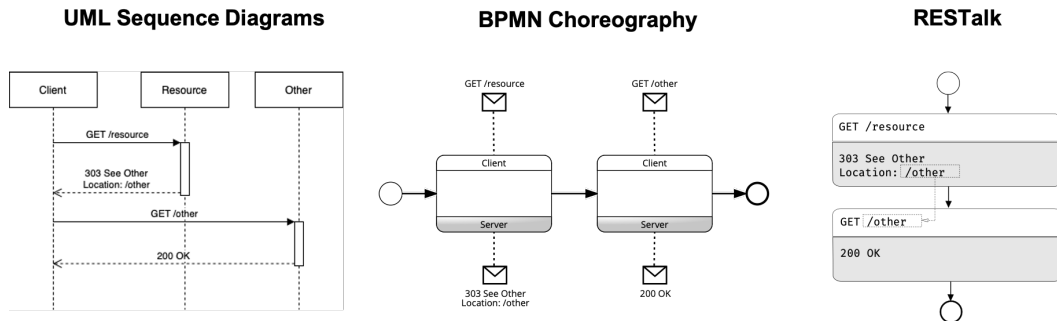 UML Sequence Diagrams
Client
Resource
Other
GET /resource
303 See Other
Location: /other
GET /other
200 OK
BPMN Choreography
GET /resource
GET /other
Client
Client
Server
Server
303 See Other
Location: /other
200 OK
RESTalk
GET /resource
303 See Other
Location: /other
GET /other
200 OK